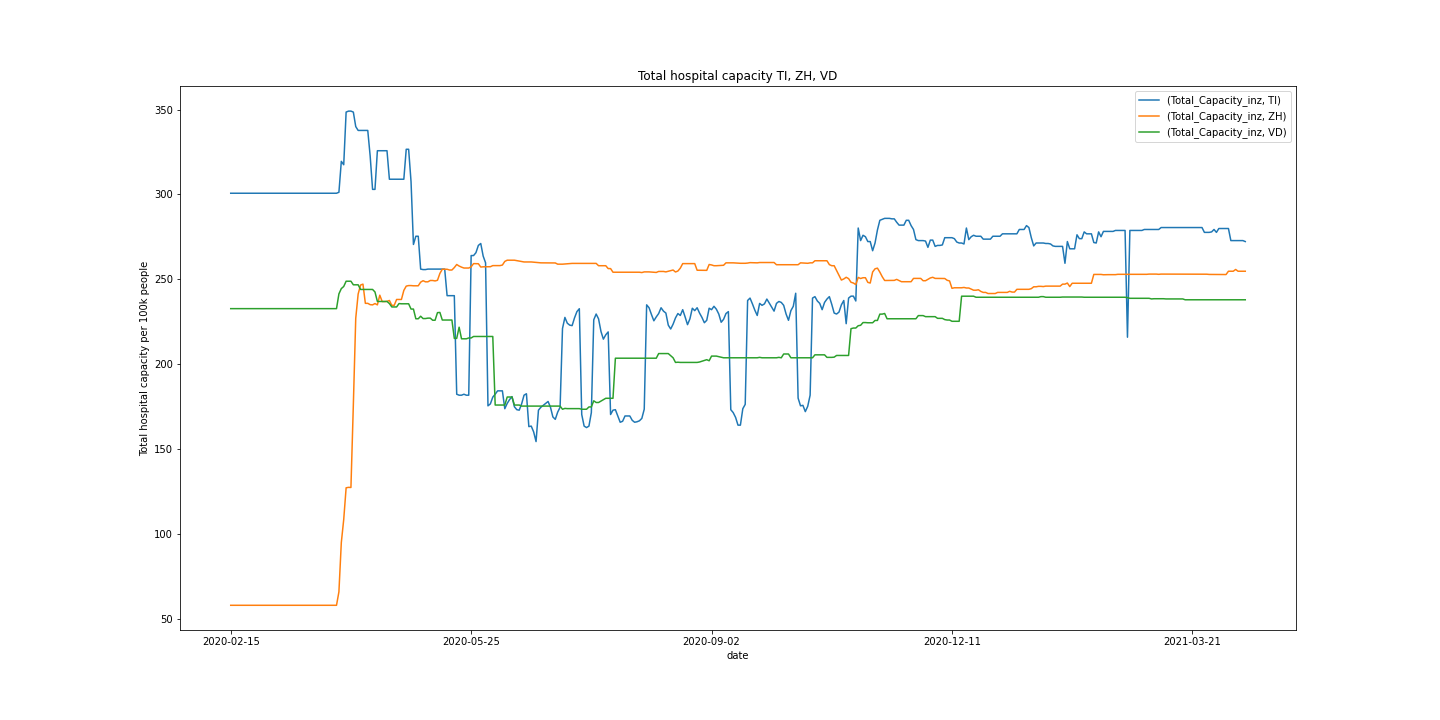 Total hospital capacity TI, ZH, VD
(Total_Capacity_inz, TI)
(Total_Capacity_inz, ZH)
(Total_Capacity_inz, VD)
Total hospital capacity per 100k people
350
300
250
200
150
100
50
2020-02-15 2020-05-25 2020-09-02 2020-12-11 2021-03-21
date